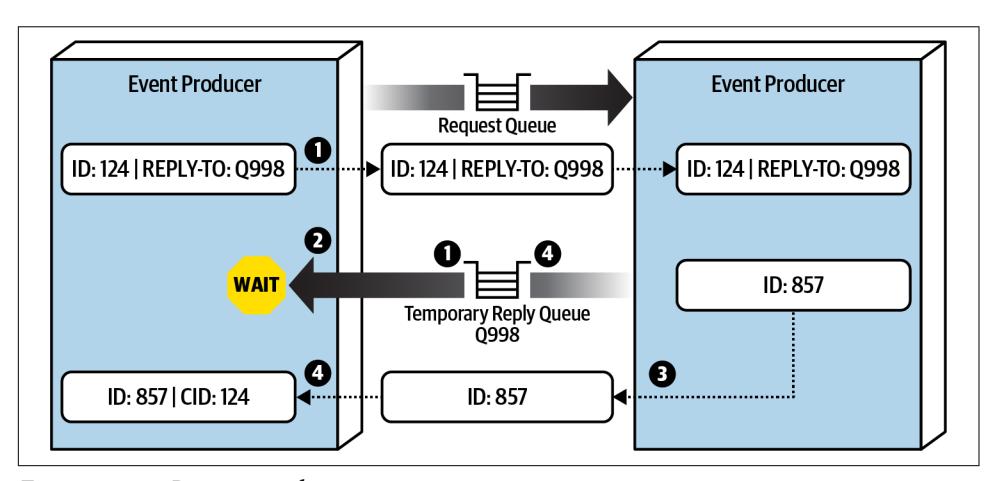 Event Producer
Event Producer
Request Queue
1
ID: 124 | REPLY-TO: Q998
ID: 124 | REPLY-TO: Q998
ID: 124 | REPLY-TO: Q998
2
1
4
WAIT
ID: 857
Temporary Reply Queue
Q998
4
3
ID: 857 | CID: 124
ID: 857